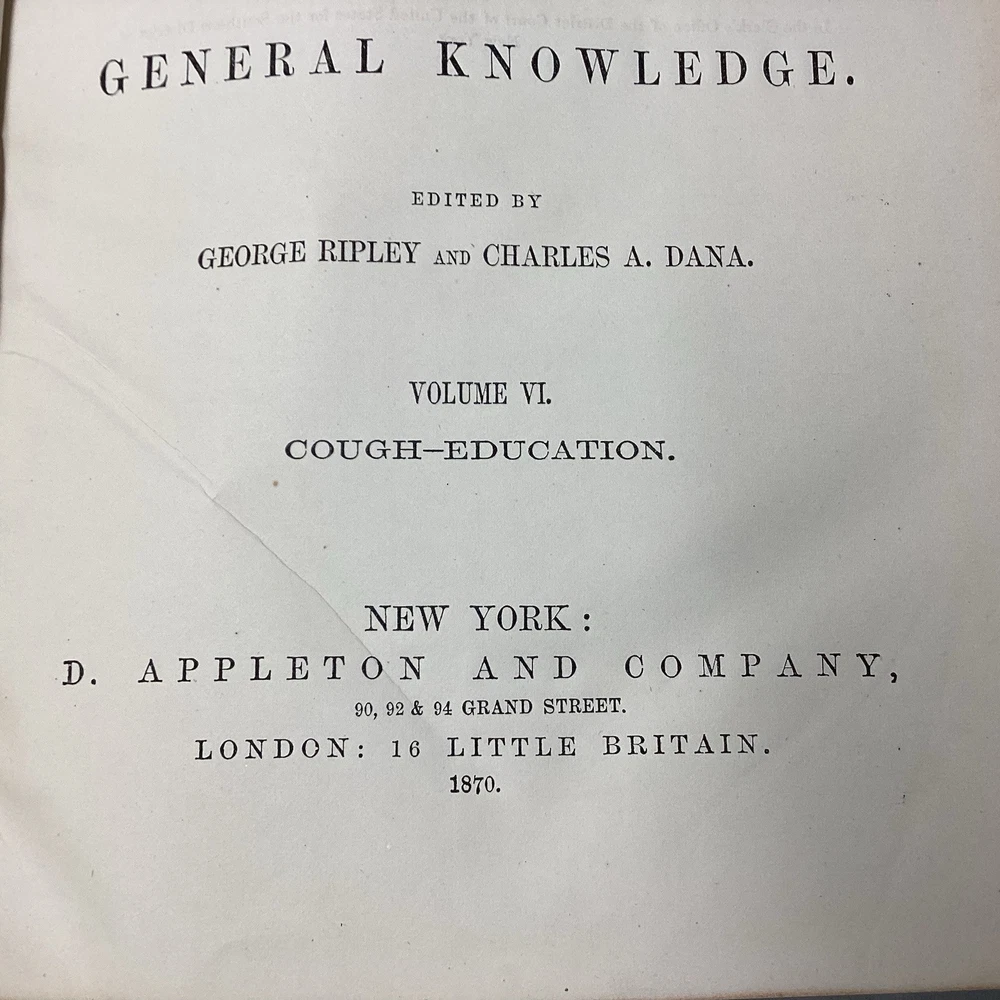 GENERAL KNOWLEDGE.
EDITED BY
GEORGE RIPLEY AND CHARLES A. DANA.
VOLUME VI.
COUGH–EDUCATION.
NEW YORK:
D. APPLETON AND COMPANY,
90, 92 & 94 GRAND STREET.
LONDON: 16 LITTLE BRITAIN.
1870.